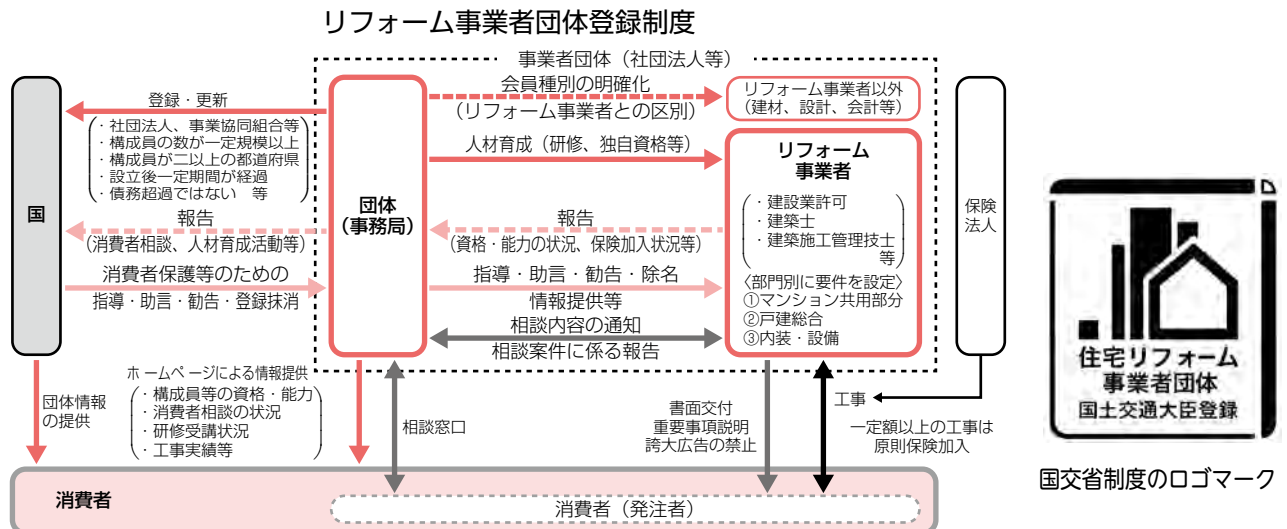 リフォーム事業者団体登録制度
事業者団体（社団法人等）
国
登録・更新
・社団法人、事業協同組合等
・構成員の数が一定規模以上
・構成員が二以上の都道府県
・設立後一定期間が経過
・債務超過ではない　等
報告
（消費者相談、人材育成活動等）
消費者保護等のための
指導・助言・勧告・登録抹消
団体
（事務局）
会員種別の明確化
（リフォーム事業者との区別）
人材育成（研修、独自資格等）
報告
（資格・能力の状況、保険加入状況等）
指導・助言・勧告・除名
情報提供等
相談内容の通知
相談案件に係る報告
リフォーム事業者以外
（建材、設計、会計等）
リフォーム
事業者
・建設業許可
・建築士
・建築施工管理技士
等
〈部門別に要件を設定〉
①マンション共用部分
②戸建総合
③内装・設備
保険
法人
団体情報
の提供
ホームページによる情報提供
・構成員等の資格・能力
・消費者相談の状況
・研修受講状況
・工事実績等
相談窓口
書面交付
重要事項説明
誇大広告の禁止
工事
一定額以上の工事は
原則保険加入
消費者
消費者（発注者）
住宅リフォーム
事業者団体
国土交通大臣登録
国交省制度のロゴマーク